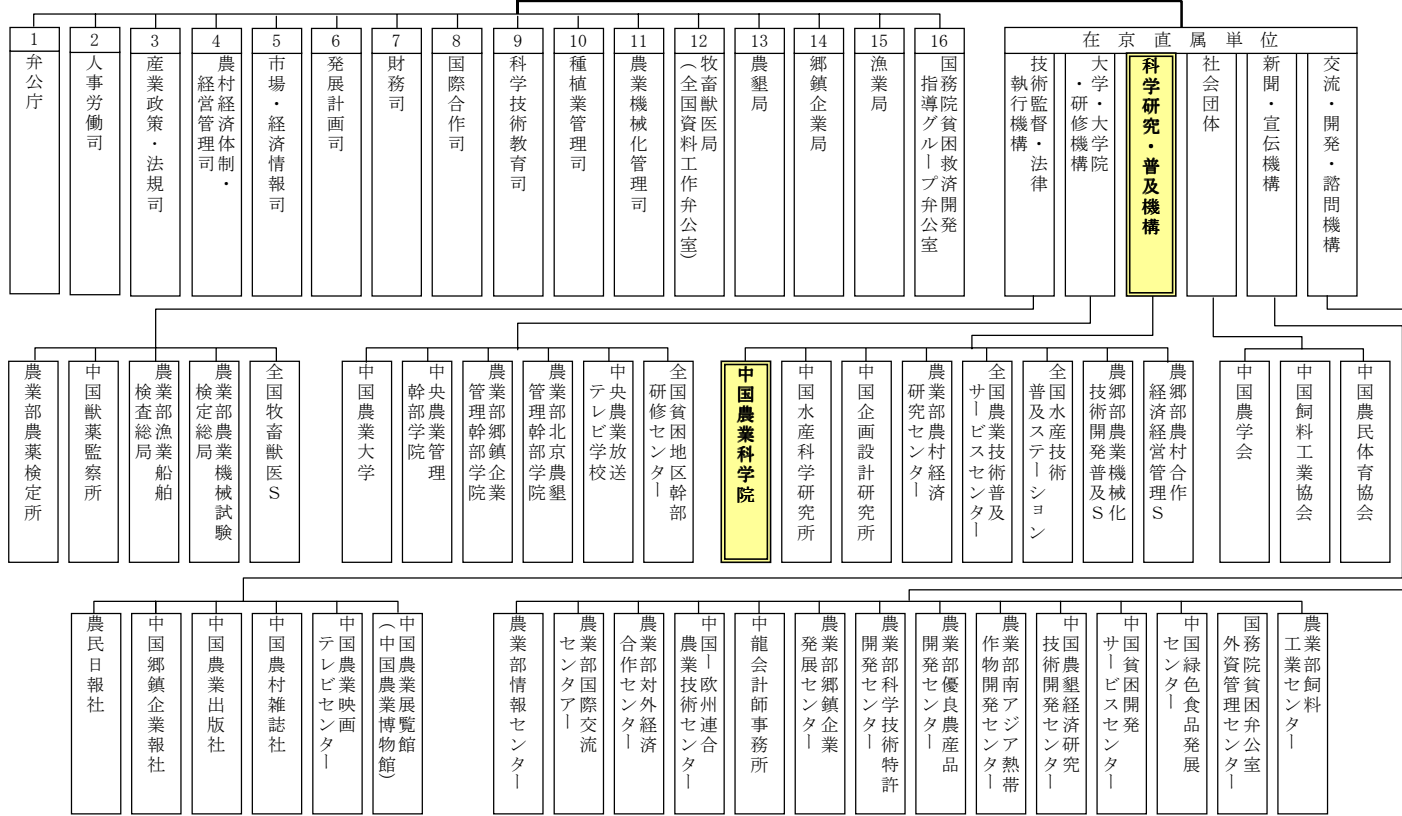 1
弁公庁
2
人事労働司
3
産業政策・法規司
4
農村経済体制・
経営管理司
5
市場・経済情報司
6
発展計画司
7
財務司
8
国際合作司
9
科学技術教育司
10
種植業管理司
11
農業機械化管理司
12
牧畜獣医局
(全国資料工作弁公室)
13
農墾局
14
郷鎮企業局
15
漁業局
16
国務院貧困救済開発
指導グループ弁公室
在京直属単位
技術監督・法律
執行機構
大学・大学院
・研修機構
科学研究・普及機構
社会団体
新聞・宣伝機構
交流・開発・諮問機構
農業部農薬検定所
中国獣薬監察所
農業部漁業船舶
検査総局
農業部農業機械試験
検定総局
全国牧畜獣医S
中国農業大学
中央農業管理
幹部学院
農業部郷鎮企業
管理幹部学院
農業部北京農墾
管理幹部学院
中央農業放送
テレビ学校
全国貧困地区幹部
研修センター
中国農業科学院
中国水産科学研究所
中国企画設計研究所
農業部農村経済
研究センター
全国農業技術普及
サービスセンター
全国水産技術
普及ステーション
農郷部農業機械化
技術開発普及S
農郷部農村合作
経済経営管理S
中国農学会
中国飼料工業協会
中国農民体育協会
農民日報社
中国郷鎮企業報社
中国農業出版社
中国農村雑誌社
中国農業映画
テレビセンター
中国農業展覧館
(中国農業博物館)
農業部情報センター
農業部国際交流
センタアー
農業部対外経済
合作センター
中国ー欧州連合
農業技術センター
中龍会計師事務所
農業部郷鎮企業
発展センター
農業部科学技術特許
開発センター
農業部優良農産品
開発センター
農業部南アジア熱帯
作物開発センター
中国農墾経済研究
技術開発センター
中国貧困開発
サービスセンター
中国緑色食品発展
センター
国務院貧困弁公室
外資管理センター
農業部飼料
工業センター